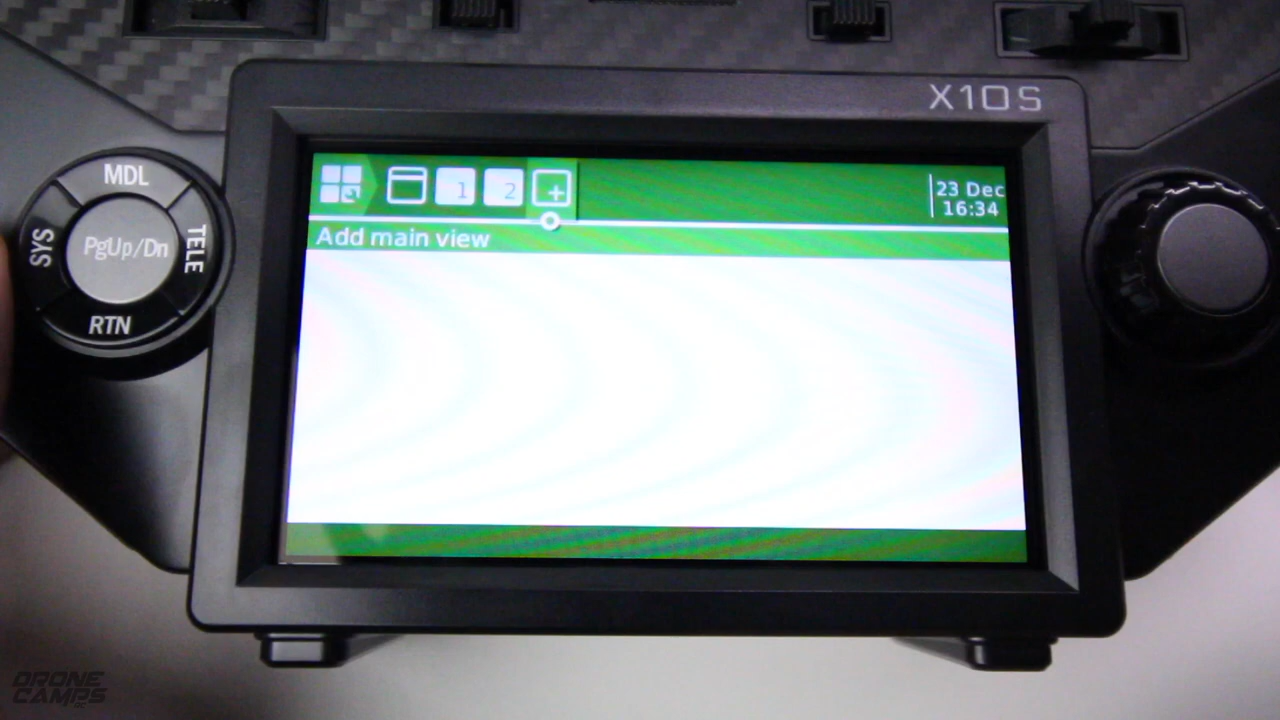 X10S
MDL
SYS
PgUp/Dn
TELE
RTN
1
2
+
23 Dec
16:34
Add main view
DRONE
CAMPS